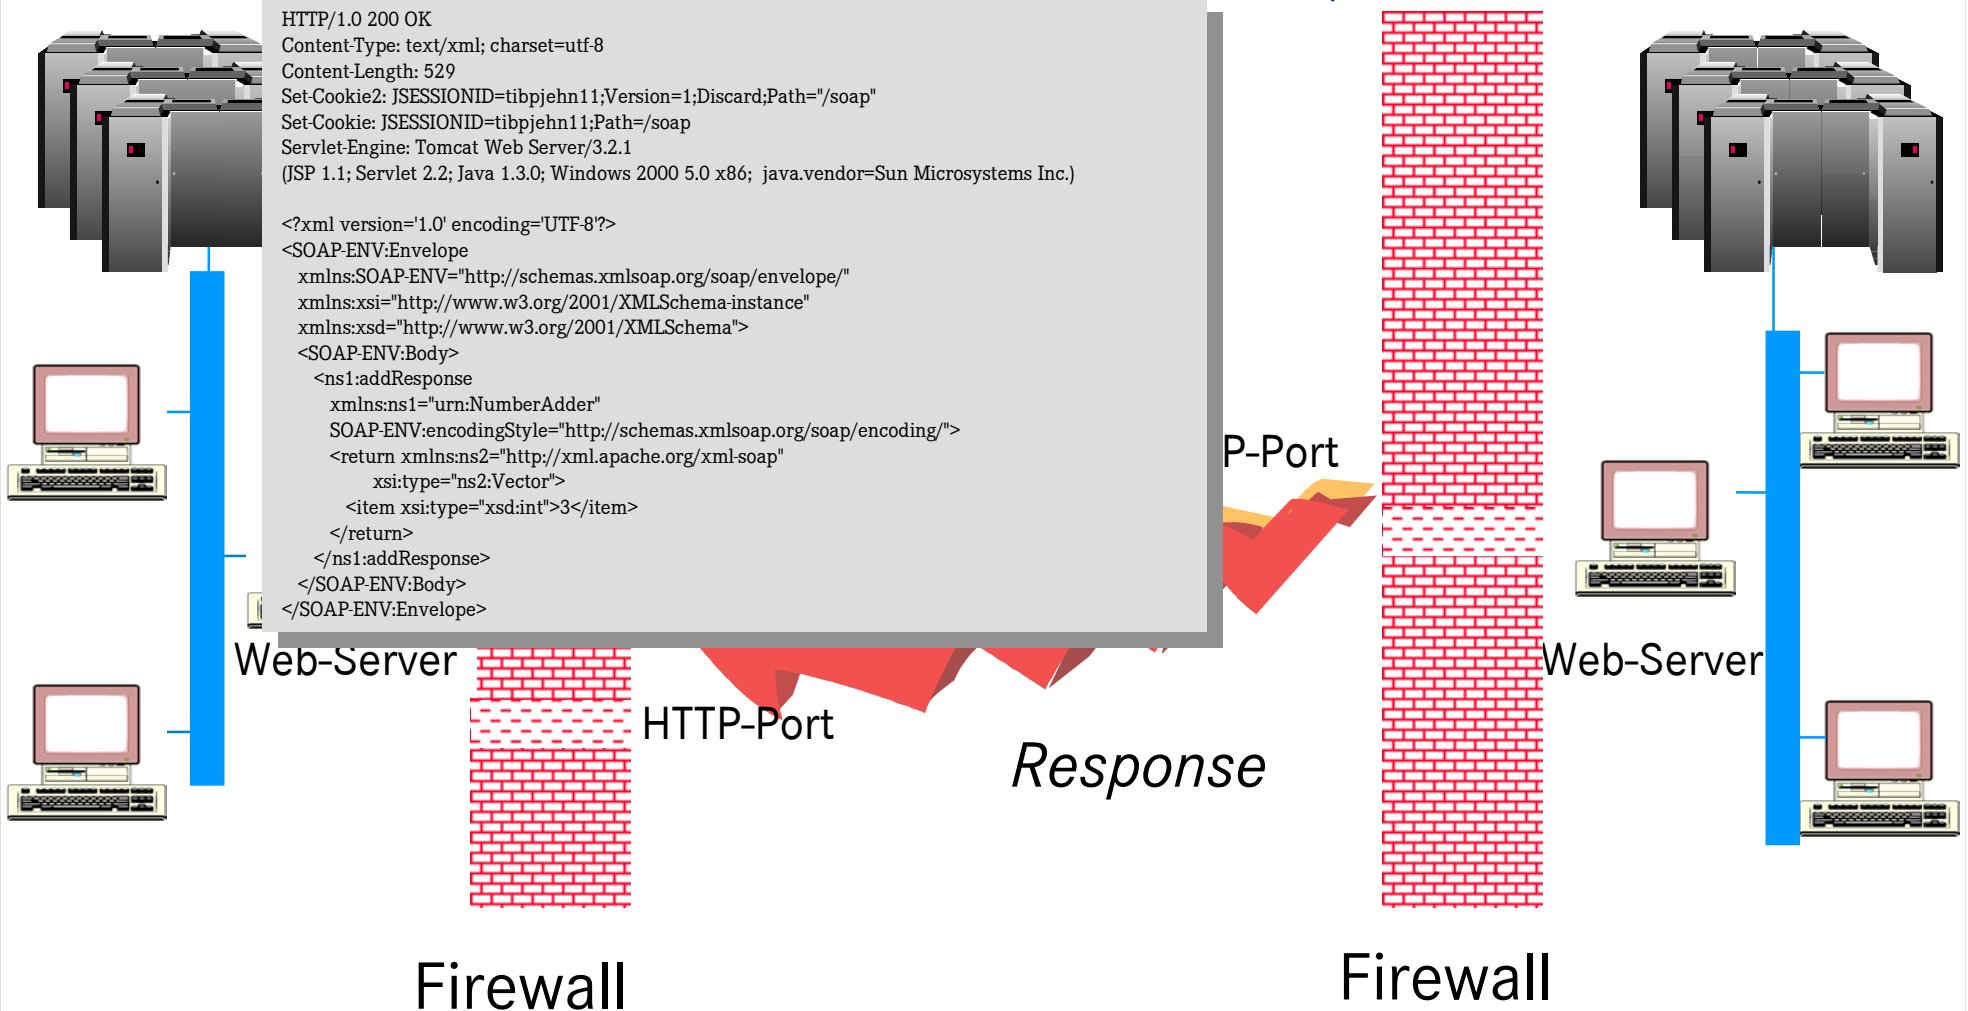 HTTP/1.0 200 OK
Content-Type: text/xml; charset=utf-8
Content-Length: 529
Set-Cookie2: JSESSIONID=tibpjehn11;Version=1;Discard;Path="/soap"
Set-Cookie: JSESSIONID=tibpjehn11;Path=/soap
Servlet-Engine: Tomcat Web Server/3.2.1
(JSP 1.1; Servlet 2.2; Java 1.3.0; Windows 2000 5.0 x86;  java.vendor=Sun Microsystems Inc.)
<?xml version='1.0' encoding='UTF-8'?>
<SOAP-ENV:Envelope
xmlns:SOAP-ENV="http://schemas.xmlsoap.org/soap/envelope/"
xmlns:xsi="http://www.w3.org/2001/XMLSchema-instance"
xmlns:xsd="http://www.w3.org/2001/XMLSchema">
<SOAP-ENV:Body>
<ns1:addResponse
xmlns:ns1="urn:NumberAdder"
SOAP-ENV:encodingStyle="http://schemas.xmlsoap.org/soap/encoding/">
<return xmlns:ns2="http://xml.apache.org/xml-soap"
xsi:type="ns2:Vector">
<item xsi:type="xsd:int">3</item>
</return>
</ns1:addResponse>
</SOAP-ENV:Body>
</SOAP-ENV:Envelope>
P-Port
Web-Server
Web-Server
HTTP-Port
Response
Firewall
Firewall